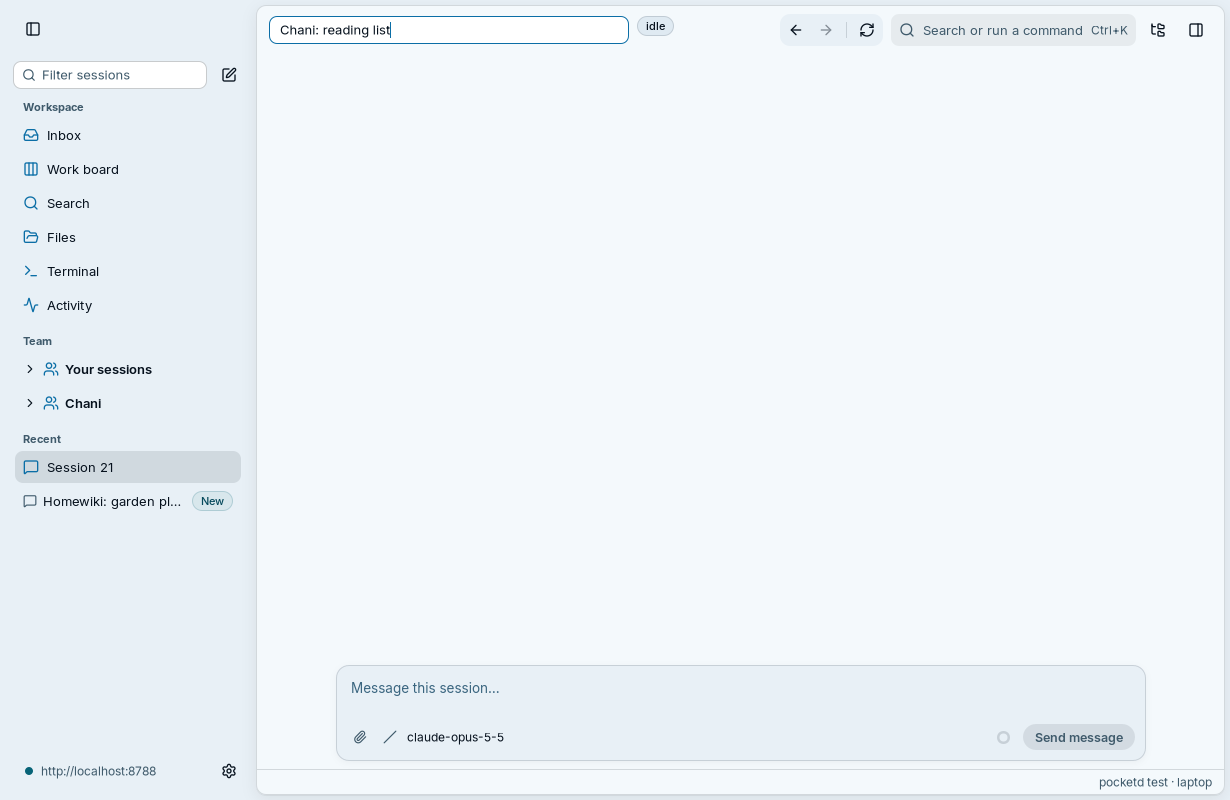 Filter sessions
Workspace
Inbox
Work board
Search
Files
Terminal
Activity
Team
Your sessions
Chani
Recent
Session 21
Homewiki: garden pl... New
http://localhost:8788
Chani: reading list idle
Search or run a command Ctrl+K
Message this session...
claude-opus-5-5
Send message
pocketd test · laptop